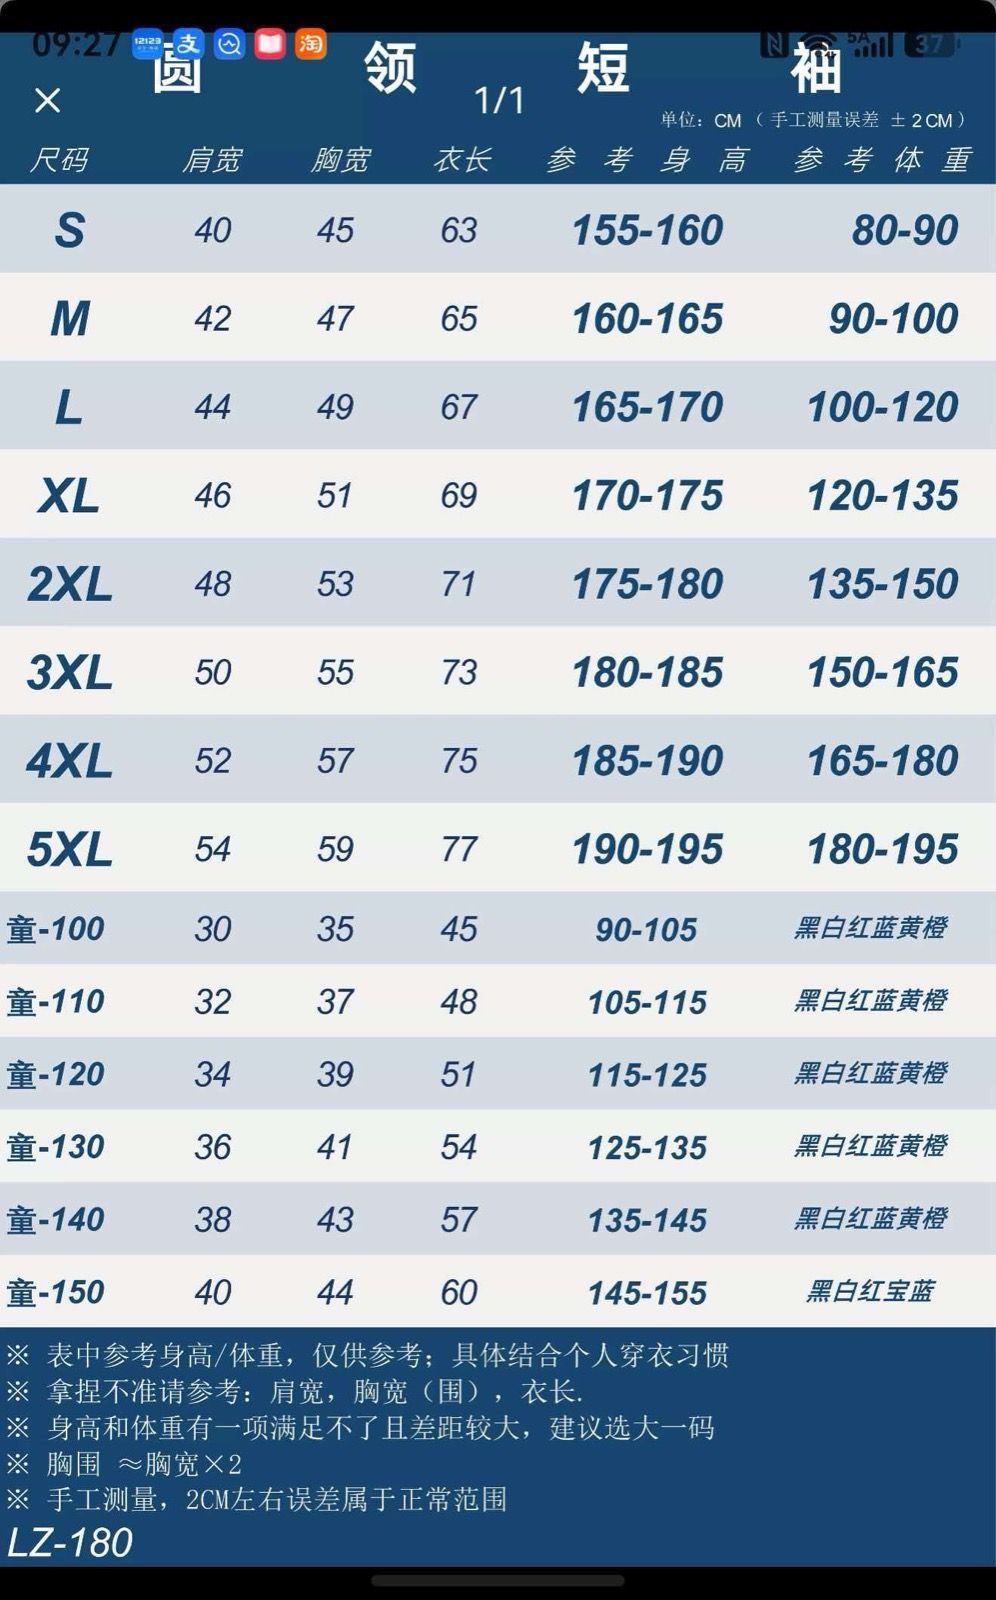 09:27 12123 支 淘 5A 37
圆 领 短 袖
1/1
单位：CM（手工测量误差 ±2CM）
尺码 肩宽 胸宽 衣长 参考身高 参考体重
S 40 45 63 155-160 80-90
M 42 47 65 160-165 90-100
L 44 49 67 165-170 100-120
XL 46 51 69 170-175 120-135
2XL 48 53 71 175-180 135-150
3XL 50 55 73 180-185 150-165
4XL 52 57 75 185-190 165-180
5XL 54 59 77 190-195 180-195
童-100 30 35 45 90-105 黑白红蓝黄橙
童-110 32 37 48 105-115 黑白红蓝黄橙
童-120 34 39 51 115-125 黑白红蓝黄橙
童-130 36 41 54 125-135 黑白红蓝黄橙
童-140 38 43 57 135-145 黑白红蓝黄橙
童-150 40 44 60 145-155 黑白红宝蓝
※ 表中参考身高/体重，仅供参考；具体结合个人穿衣习惯
※ 拿捏不准请参考：肩宽，胸宽（围），衣长.
※ 身高和体重有一项满足不了且差距较大，建议选大一码
※ 胸围 ≈胸宽×2
※ 手工测量，2CM左右误差属于正常范围
LZ-180